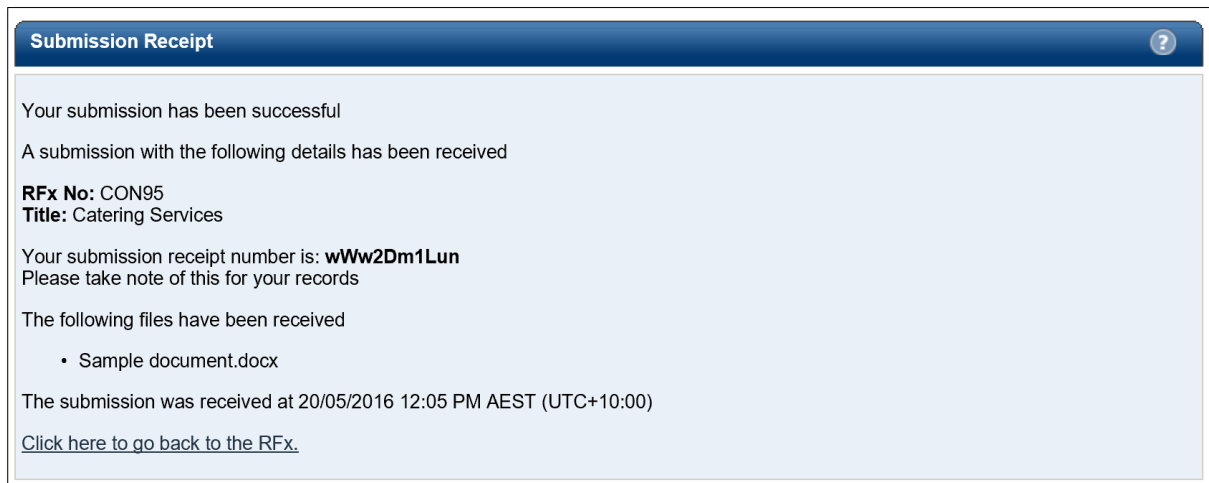 Submission Receipt
?
Your submission has been successful
A submission with the following details has been received
RFx No: CON95
Title: Catering Services
Your submission receipt number is: wWw2Dm1Lun
Please take note of this for your records
The following files have been received
• Sample document.docx
The submission was received at 20/05/2016 12:05 PM AEST (UTC+10:00)
Click here to go back to the RFx.